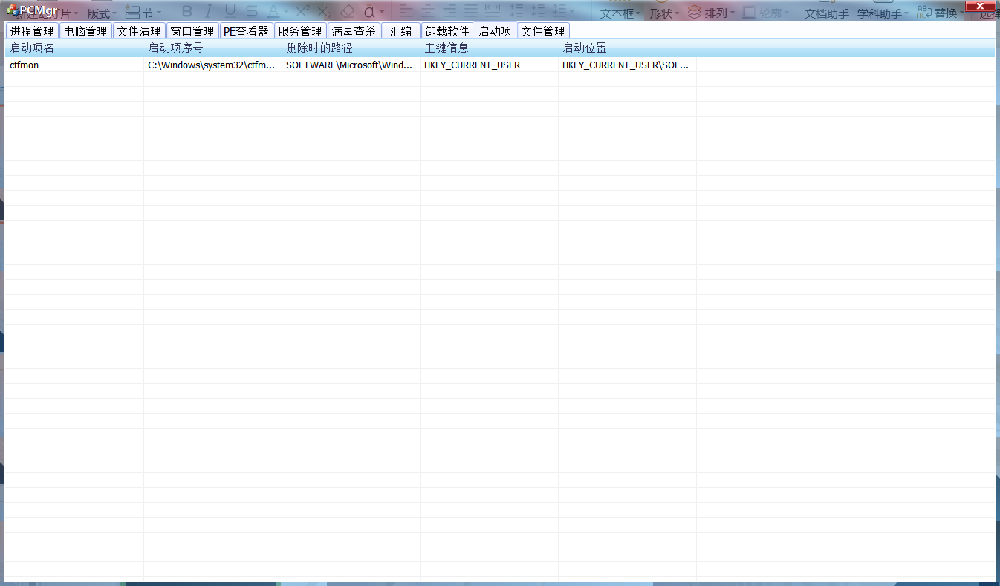 PCMgr
片 版式 节 B I U S A X² X₂ ā 文本框 形状 排列 轮廓 文档助手 学科助手 替换 选择
进程管理 电脑管理 文件清理 窗口管理 PE查看器 服务管理 病毒查杀 汇编 卸载软件 启动项 文件管理
启动项名 启动项序号 删除时的路径 主键信息 启动位置
ctfmon C:\Windows\system32\ctfm... SOFTWARE\Microsoft\Wind... HKEY_CURRENT_USER HKEY_CURRENT_USER\SOF...